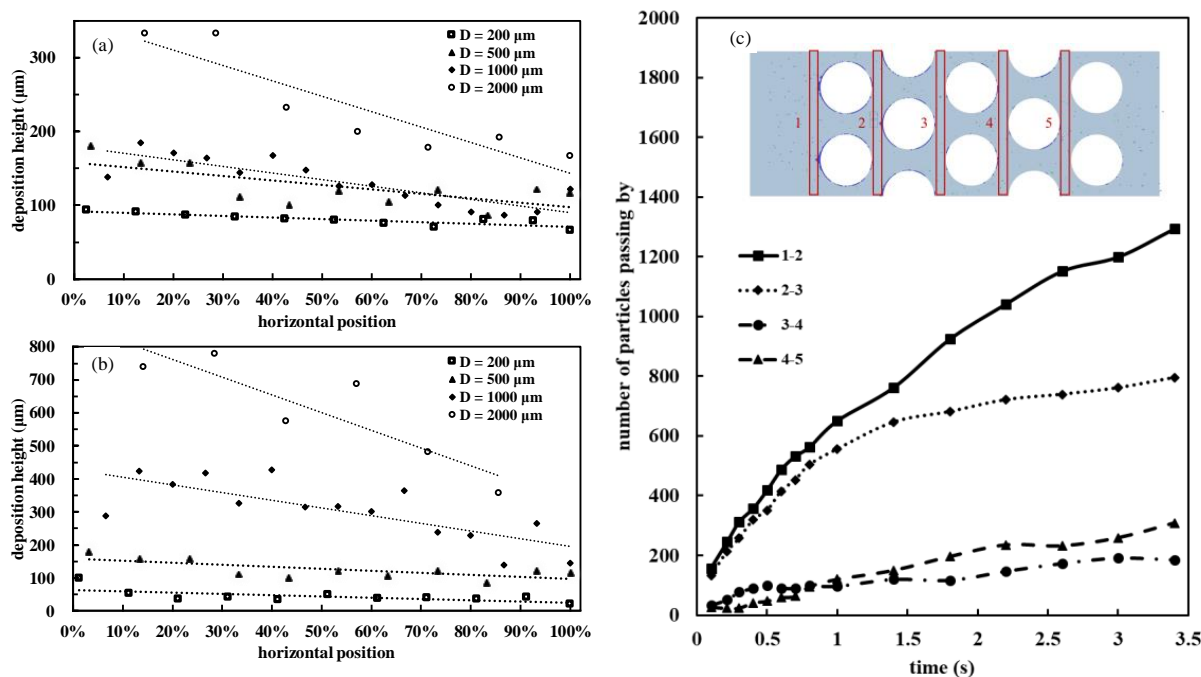 (a)
D = 200 µm
D = 500 µm
D = 1000 µm
D = 2000 µm
300
200
100
0
deposition height (µm)
0% 10% 20% 30% 40% 50% 60% 70% 80% 90% 100%
horizontal position
(b)
D = 200 µm
D = 500 µm
D = 1000 µm
D = 2000 µm
800
700
600
500
400
300
200
100
0
deposition height (µm)
0% 10% 20% 30% 40% 50% 60% 70% 80% 90% 100%
horizontal position
(c)
1 2 3 4 5
1-2
2-3
3-4
4-5
2000
1800
1600
1400
1200
1000
800
600
400
200
0
number of particles passing by
0 0.5 1 1.5 2 2.5 3 3.5
time (s)